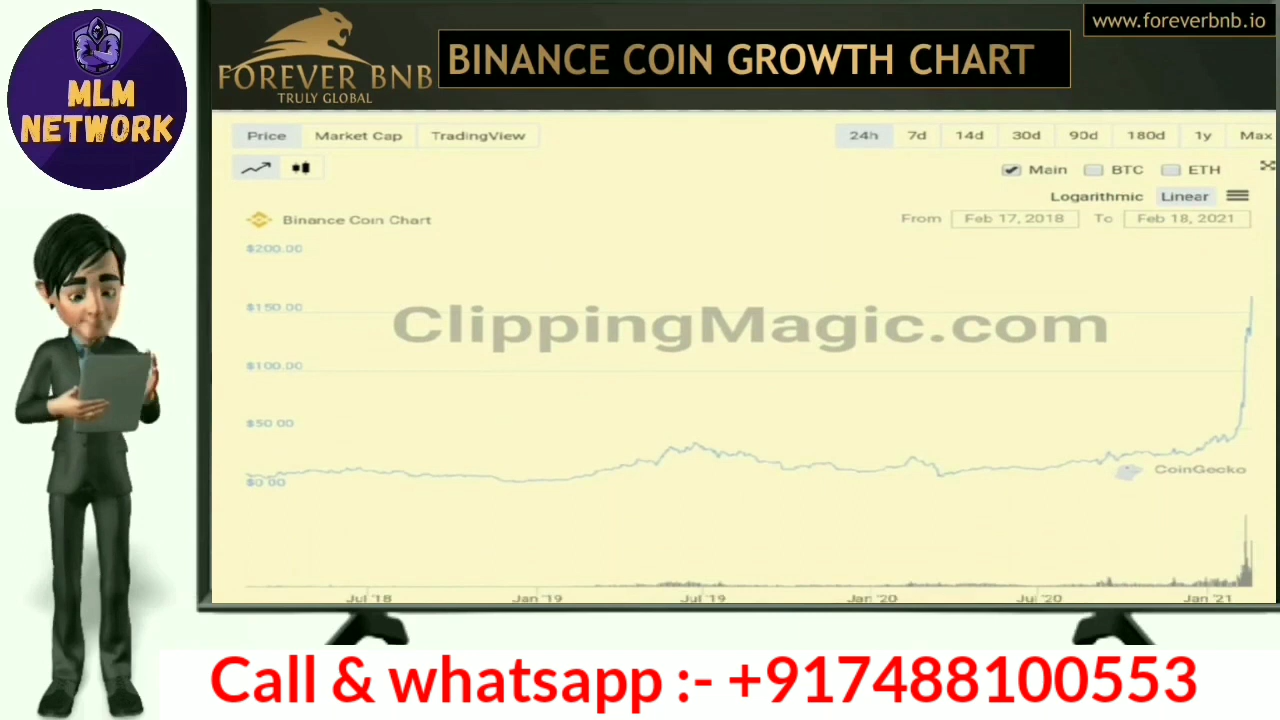 MLM
NETWORK
FOREVER BNB
TRULY GLOBAL
BINANCE COIN GROWTH CHART
www.foreverbnb.io
Price Market Cap TradingView
24h 7d 14d 30d 90d 180d 1y Max
Main BTC ETH
Logarithmic Linear
Binance Coin Chart
From Feb 17, 2018 To Feb 18, 2021
$200.00
$150.00
ClippingMagic.com
$100.00
$50.00
CoinGecko
$0.00
Jul '18 Jan '19 Jul '19 Jan '20 Jul '20 Jan '21
Call & whatsapp :- +917488100553